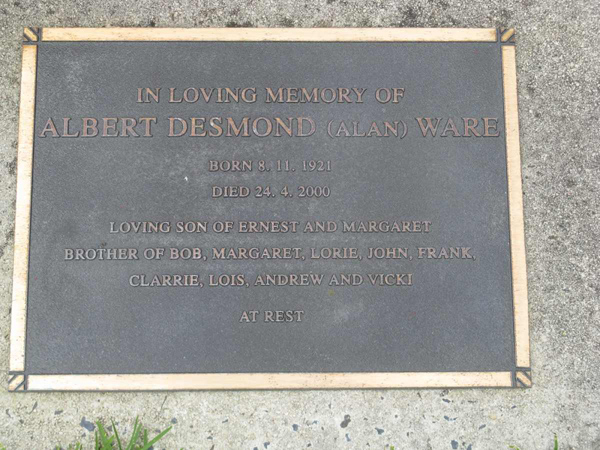 IN LOVING MEMORY OF
ALBERT DESMOND (ALAN) WARE
BORN 8. 11. 1921
DIED 24. 4. 2000
LOVING SON OF ERNEST AND MARGARET
BROTHER OF BOB, MARGARET, LORIE, JOHN, FRANK,
CLARRIE, LOIS, ANDREW AND VICKI
AT REST